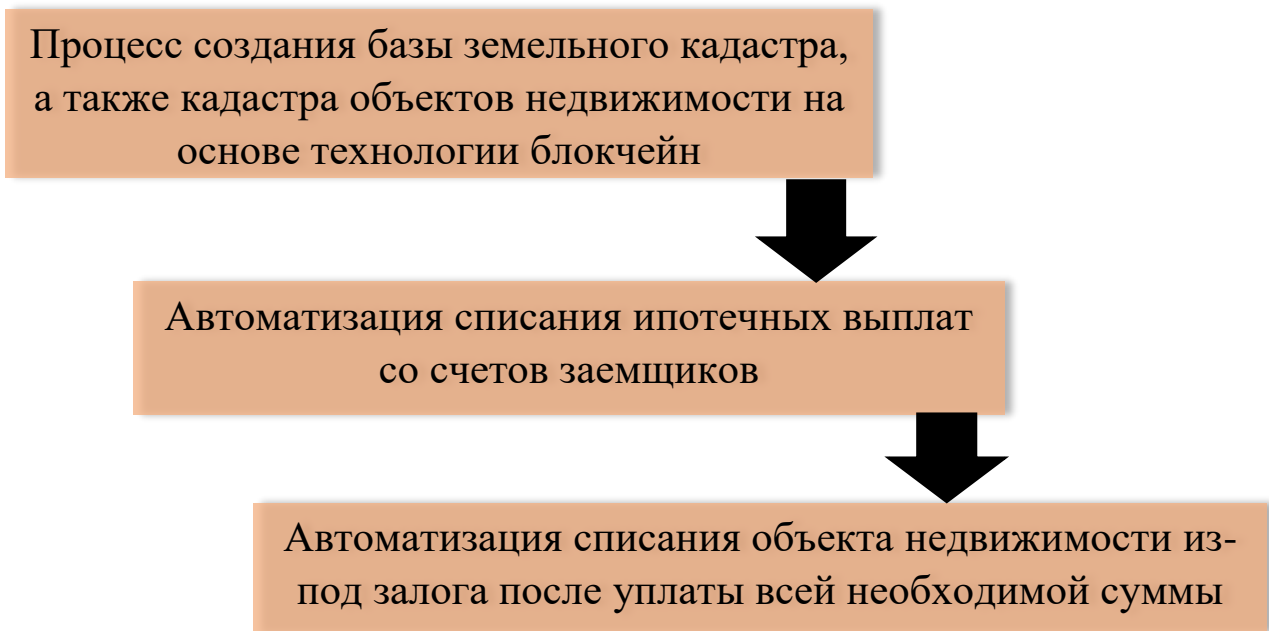 Процесс создания базы земельного кадастра,
а также кадастра объектов недвижимости на
основе технологии блокчейн
Автоматизация списания ипотечных выплат
со счетов заемщиков
Автоматизация списания объекта недвижимости из-
под залога после уплаты всей необходимой суммы